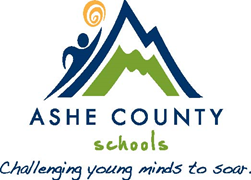 ASHE COUNTY
schools
Challenging young minds to soar.